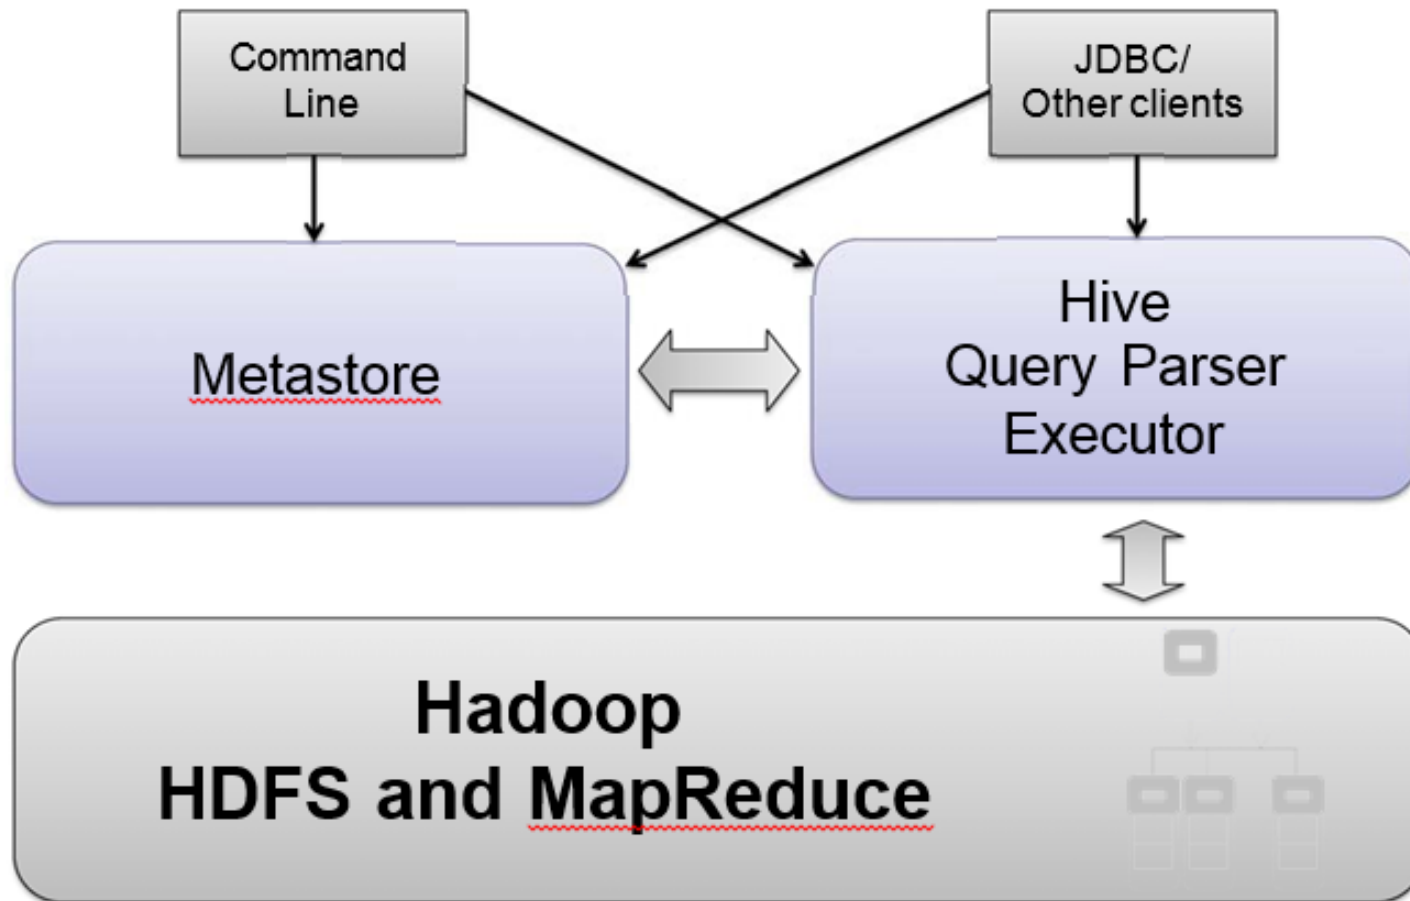 Command
Line
JDBC/
Other clients
Metastore
Hive
Query Parser
Executor
Hadoop
HDFS and MapReduce